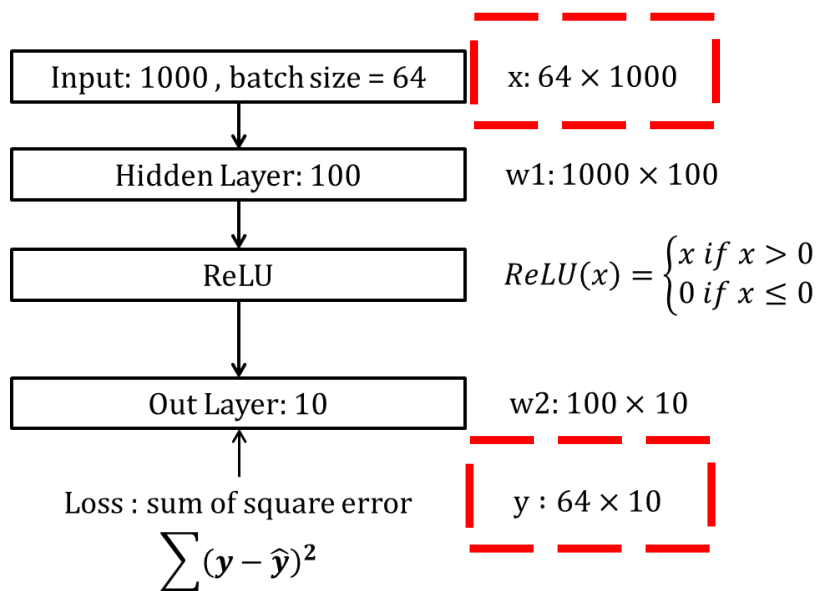 Input: 1000 , batch size = 64
x: 64 × 1000
Hidden Layer: 100
w1: 1000 × 100
ReLU
ReLU(x) = {x if x > 0
0 if x ≤ 0
Out Layer: 10
w2: 100 × 10
Loss : sum of square error
y : 64 × 10
∑(y − ŷ)²